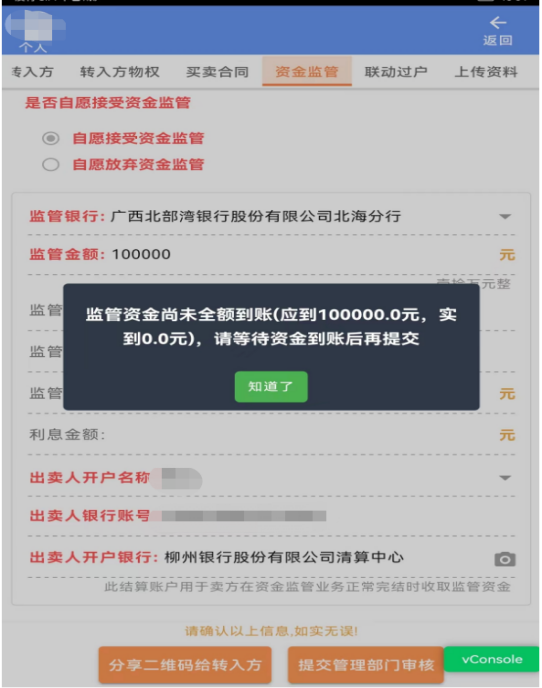 个人
返回
转入方 转入方物权 买卖合同 资金监管 联动过户 上传资料
是否自愿接受资金监管
自愿接受资金监管
自愿放弃资金监管
监管银行: 广西北部湾银行股份有限公司北海分行
监管金额: 100000 元
壹拾万元整
监管
监管资金尚未全额到账(应到100000.0元, 实
到0.0元), 请等待资金到账后再提交
监管
知道了
监管 元
利息金额: 元
出卖人开户名称
出卖人银行账号
出卖人开户银行: 柳州银行股份有限公司清算中心
此结算账户用于卖方在资金监管业务正常完结时收取监管资金
请确认以上信息,如实无误!
分享二维码给转入方 提交管理部门审核 vConsole